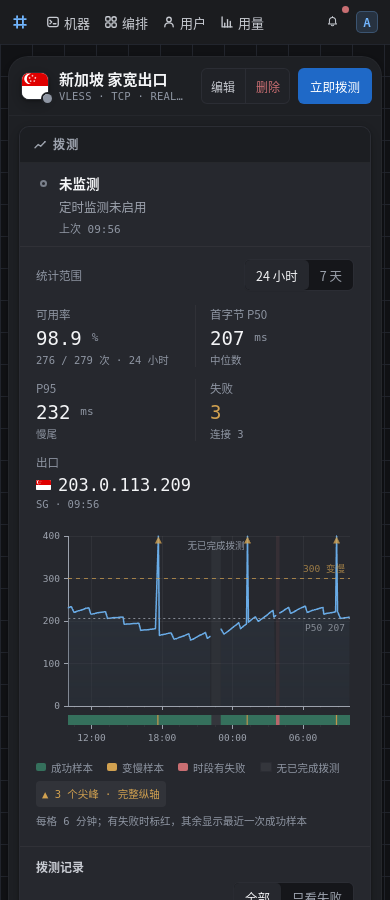 机器 编排 用户 用量 A
新加坡 家宽出口
VLESS · TCP · REAL…
编辑 删除 立即拨测
拨测
未监测
定时监测未启用
上次 09:56
统计范围 24 小时 7 天
可用率 首字节 P50
98.9 % 207 ms
276 / 279 次 · 24 小时 中位数
P95 失败
232 ms 3
慢尾 连接 3
出口
203.0.113.209
SG · 09:56
400
无已完成拨测
300 300 变慢
200 P50 207
100
0
12:00 18:00 00:00 06:00
成功样本 变慢样本 时段有失败 无已完成拨测
▲ 3 个尖峰 · 完整纵轴
每格 6 分钟；有失败时标红，其余显示最近一次成功样本
拨测记录
全部 只看失败